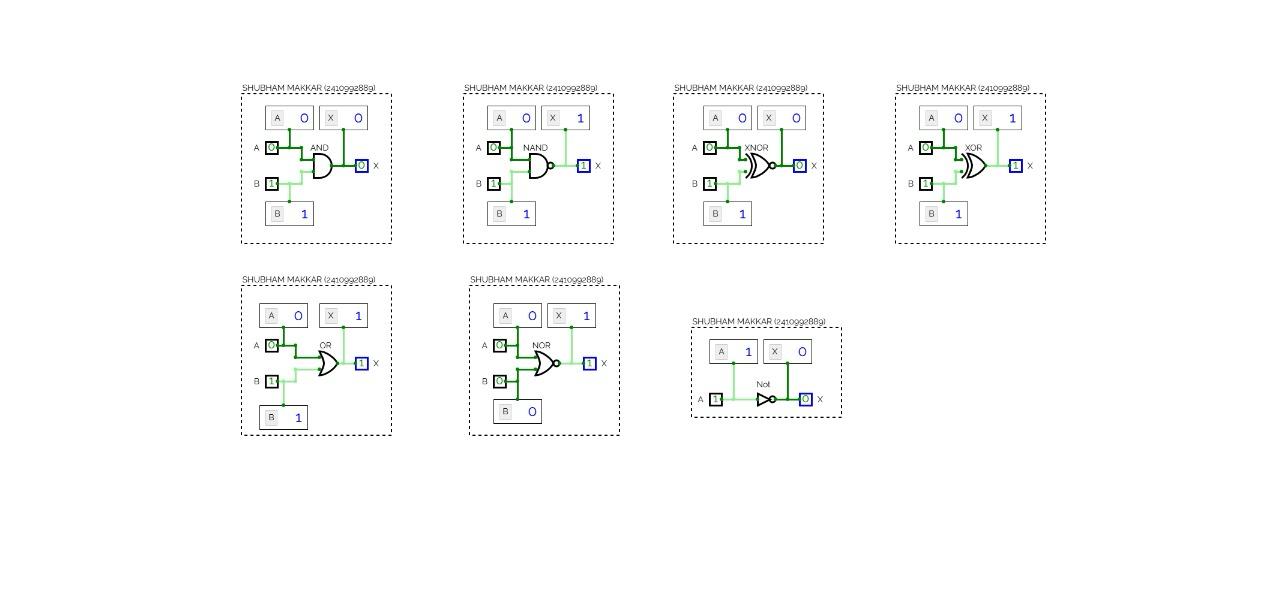 SHUBHAM MAKKAR (2410992889) SHUBHAM MAKKAR (2410992889) SHUBHAM MAKKAR (2410992889) SHUBHAM MAKKAR (2410992889)
A 0 X 0 A 0 X 1 A 0 X 0 A 0 X 1
A 0 AND A 0 NAND A 0 XNOR A 0 XOR
0 X 1 X 0 X 1 X
B 1 B 1 B 1 B 1
B 1 B 1 B 1 B 1
SHUBHAM MAKKAR (2410992889) SHUBHAM MAKKAR (2410992889)
A 0 X 1 A 0 X 1
A 0 OR A 0 NOR
1 X 1 X
B 1 B 0
B 1 B 0
SHUBHAM MAKKAR (2410992889)
A 1 X 0
Not
A 1 0 X